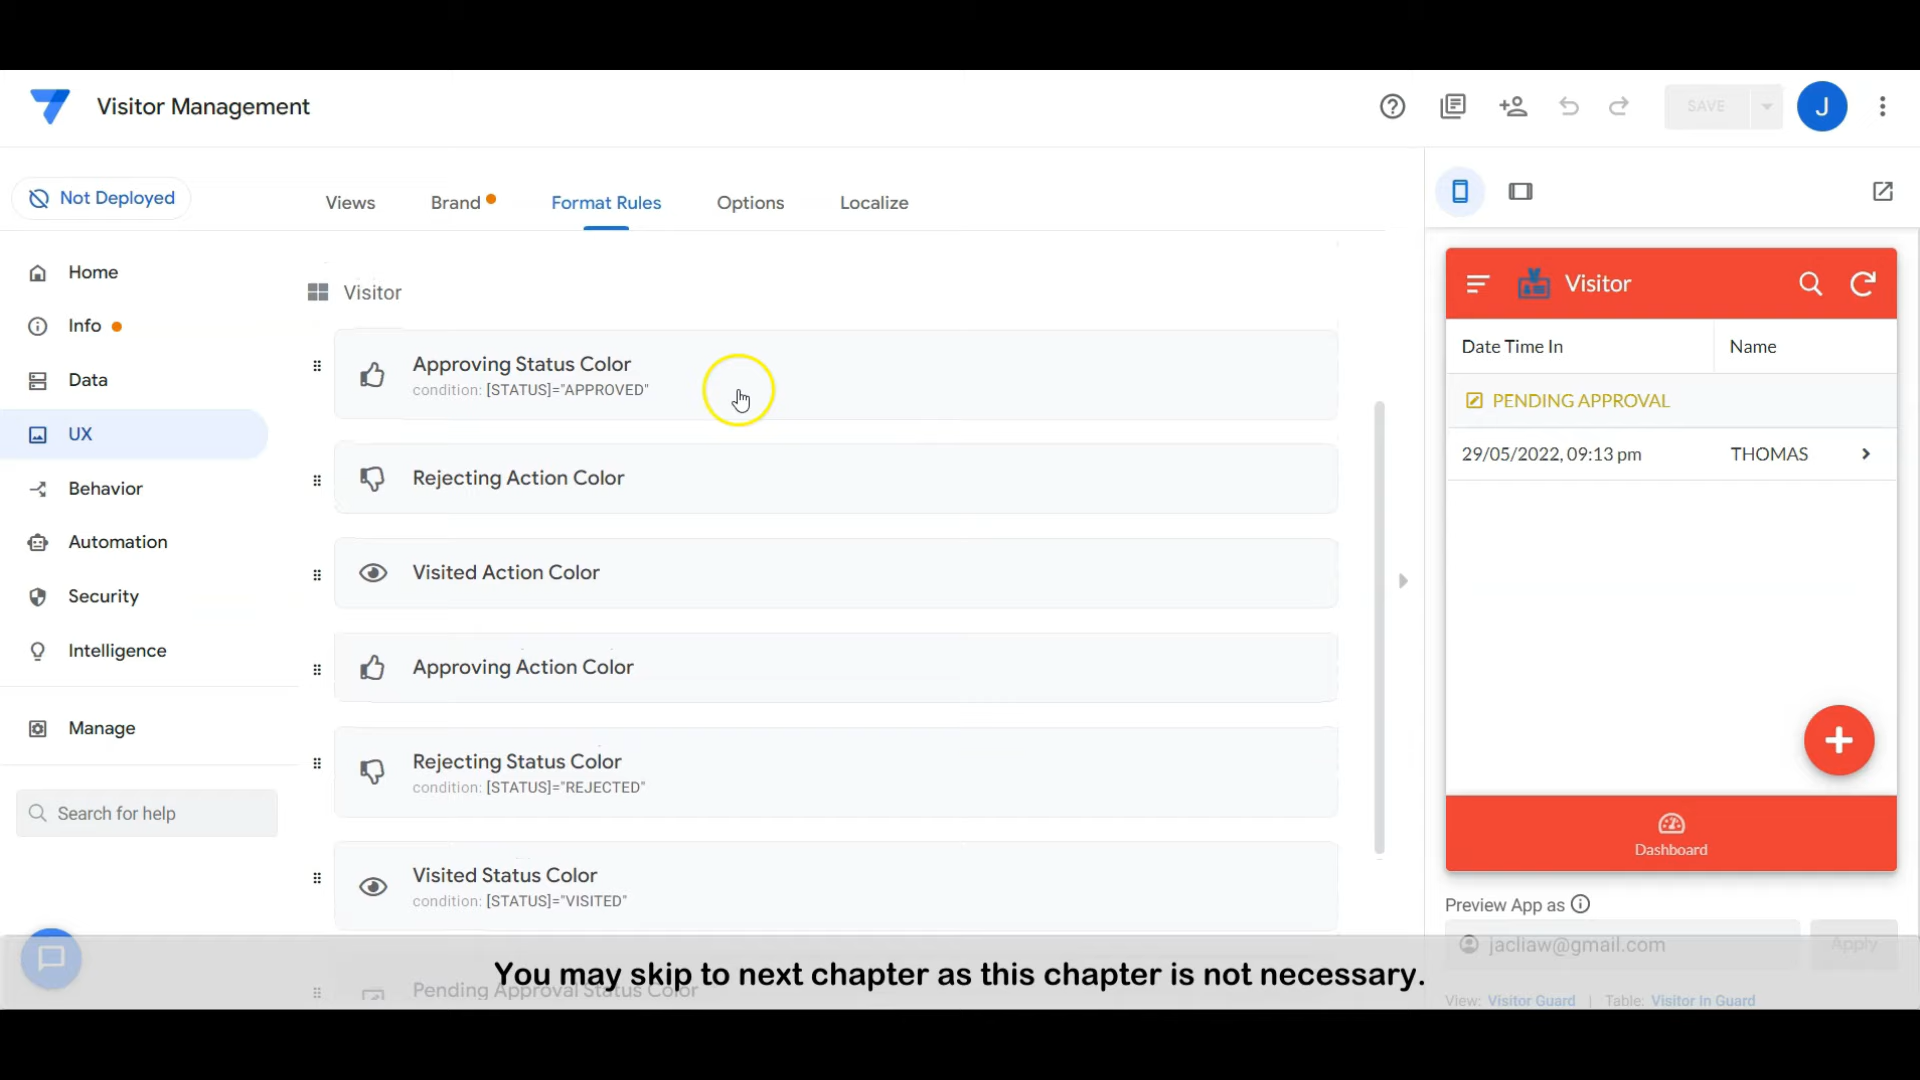 Visitor Management
SAVE
J
Not Deployed
Views
Brand
Format Rules
Options
Localize
Home
Info
Data
UX
Behavior
Automation
Security
Intelligence
Manage
Search for help
Visitor
Approving Status Color
condition: [STATUS]="APPROVED"
Rejecting Action Color
Visited Action Color
Approving Action Color
Rejecting Status Color
condition: [STATUS]="REJECTED"
Visited Status Color
condition: [STATUS]="VISITED"
Pending Approval Status Color
Visitor
Date Time In
Name
PENDING APPROVAL
29/05/2022, 09:13 pm
THOMAS
Dashboard
Preview App as
jacliaw@gmail.com
Apply
View: Visitor Guard | Table: Visitor In Guard
You may skip to next chapter as this chapter is not necessary.